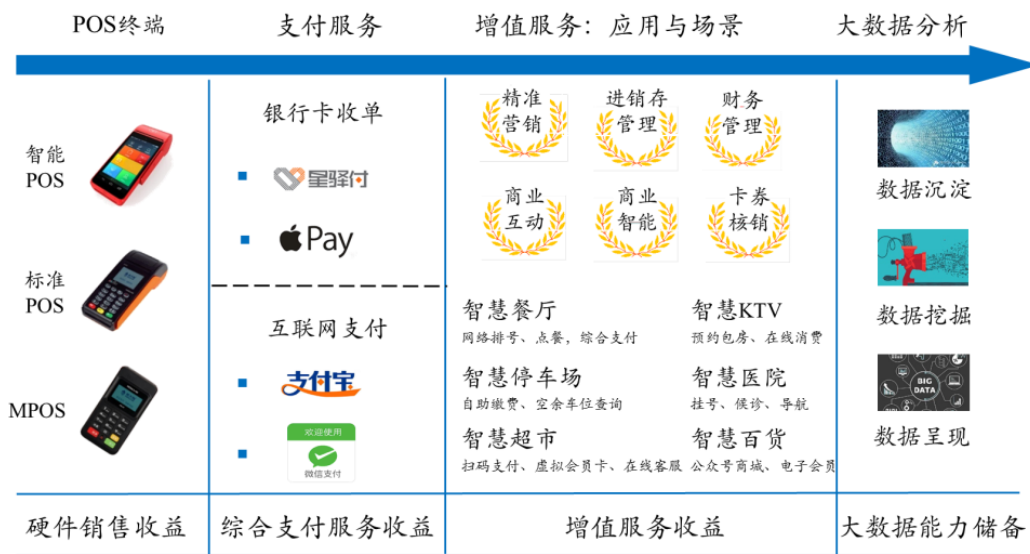 POS终端
支付服务
增值服务：应用与场景
大数据分析
智能
POS
标准
POS
MPOS
银行卡收单
星驿付
Pay
互联网支付
支付宝
欢迎使用
微信支付
精准
营销
进销存
管理
财务
管理
商业
互动
商业
智能
卡券
核销
智慧餐厅
网络排号、点餐，综合支付
智慧KTV
预约包房、在线消费
智慧停车场
自助缴费、空余车位查询
智慧医院
挂号、候诊、导航
智慧超市
扫码支付、虚拟会员卡、在线客服
智慧百货
公众号商城、电子会员
数据沉淀
数据挖掘
BIG
DATA
数据呈现
硬件销售收益
综合支付服务收益
增值服务收益
大数据能力储备